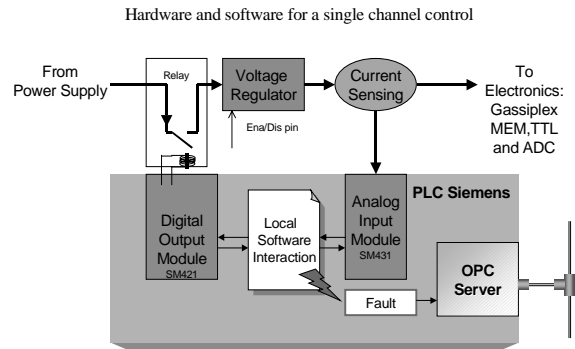 Hardware and software for a single channel control
From
Power Supply
Relay
Voltage
Regulator
Ena/Dis pin
Current
Sensing
To
Electronics:
Gassiplex
MEM,TTL
and ADC
PLC Siemens
Digital
Output
Module
SM421
Local
Software
Interaction
Analog
Input
Module
SM431
Fault
OPC
Server